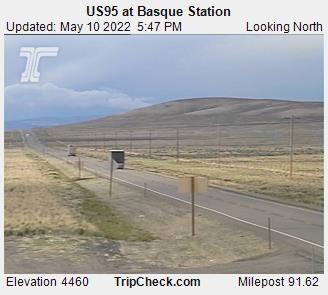 US95 at Basque Station
Updated: May 10 2022 5:47 PM Looking North
Elevation 4460 TripCheck.com Milepost 91.62